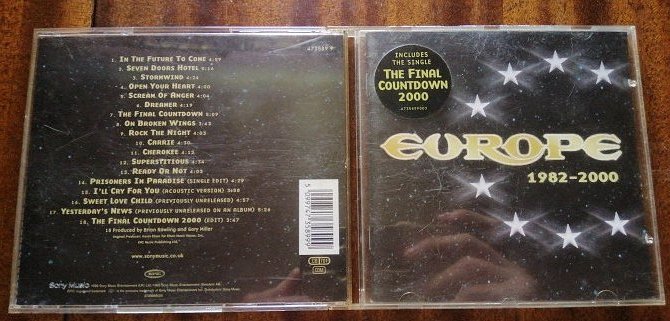 473589 9
1. In The Future To Come 4:59
2. Seven Doors Hotel 5:16
3. Stormwind 4:26
4. Open Your Heart 4:00
5. Scream Of Anger 4:04
6. Dreamer 4:19
7. The Final Countdown 5:09
8. On Broken Wings 3:42
9. Rock The Night 4:03
10. Carrie 4:30
11. Cherokee 4:12
12. Superstitious 4:34
13. Ready Or Not 4:05
14. Prisoners In Paradise (Single Edit) 4:29
15. I'll Cry For You (Acoustic Version) 3:00
16. Sweet Love Child (Previously Unreleased) 4:57
17. Yesterday's News (Previously Unreleased On An Album) 5:26
18. The Final Countdown 2000 (Edit) 3:47
18 Produced by Brian Rawling and Gary Miller
www.sonymusic.co.uk
epic
Sony Music
INCLUDES
THE SINGLE
THE FINAL
COUNTDOWN
2000
EUROPE
1982-2000